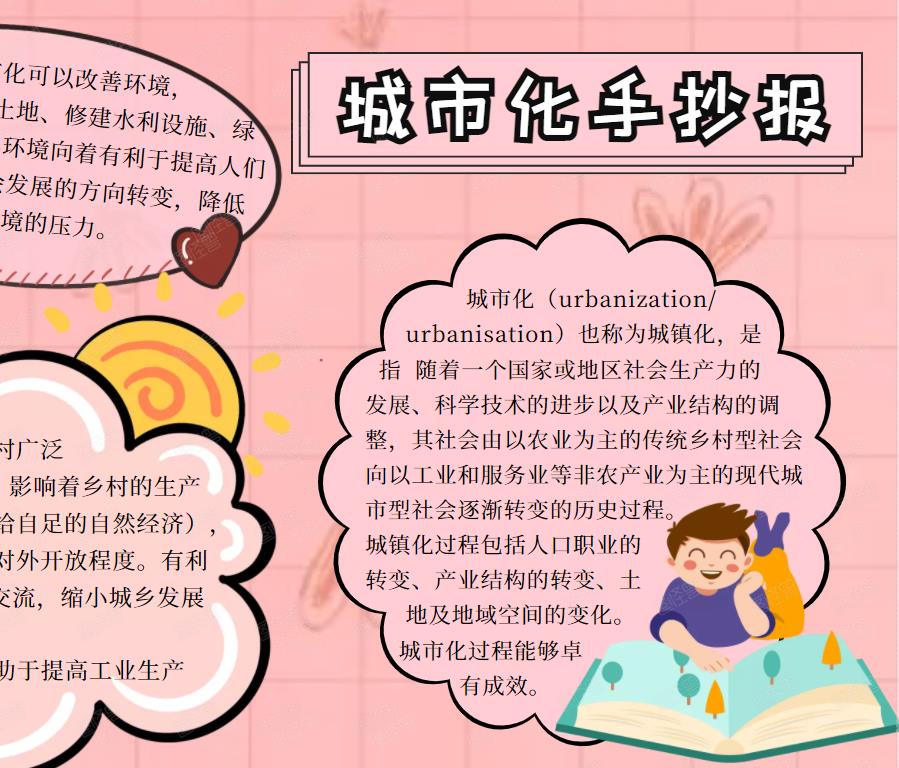 化可以改善环境，
土地、修建水利设施、绿
环境向着有利于提高人们
发展的方向转变，降低
境的压力。
城市化手抄报
城市化（urbanization/
urbanisation）也称为城镇化，是
指 随着一个国家或地区社会生产力的
发展、科学技术的进步以及产业结构的调
整，其社会由以农业为主的传统乡村型社会
向以工业和服务业等非农产业为主的现代城
市型社会逐渐转变的历史过程。
城镇化过程包括人口职业的
转变、产业结构的转变、土
地及地域空间的变化。
城市化过程能够卓
有成效。
村广泛
影响着乡村的生产
给自足的自然经济），
对外开放程度。有利
交流，缩小城乡发展
助于提高工业生产